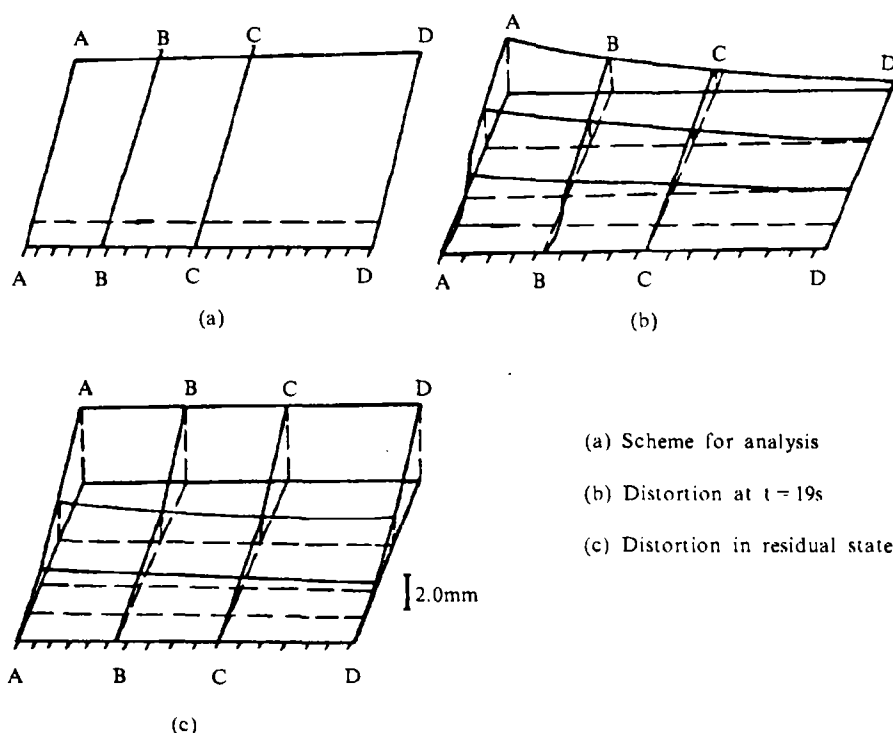 A B C D
A B C D
(a)
A B C D
A B C D
(b)
A B C D
2.0mm
A B C D
(c)
(a) Scheme for analysis
(b) Distortion at t = 19s
(c) Distortion in residual state